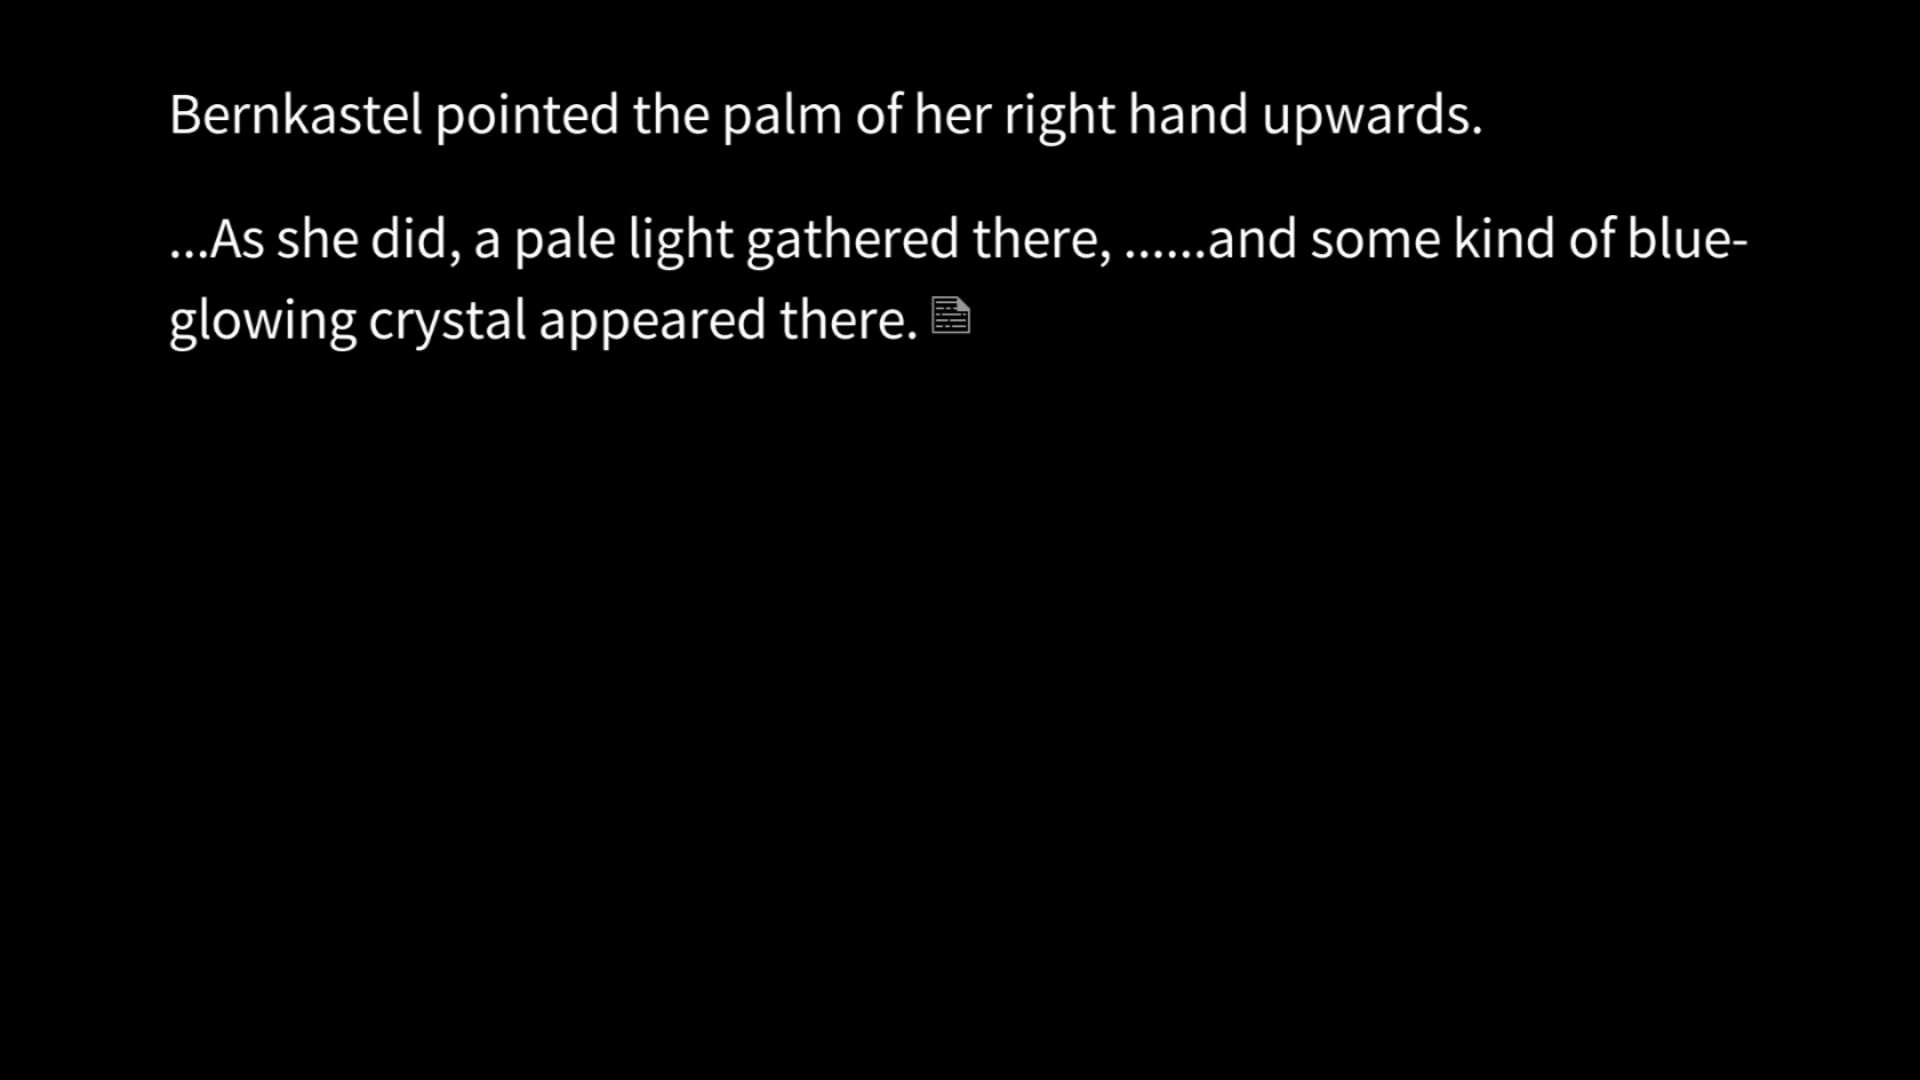 Bernkastel pointed the palm of her right hand upwards.
...As she did, a pale light gathered there, ......and some kind of blue-
glowing crystal appeared there.